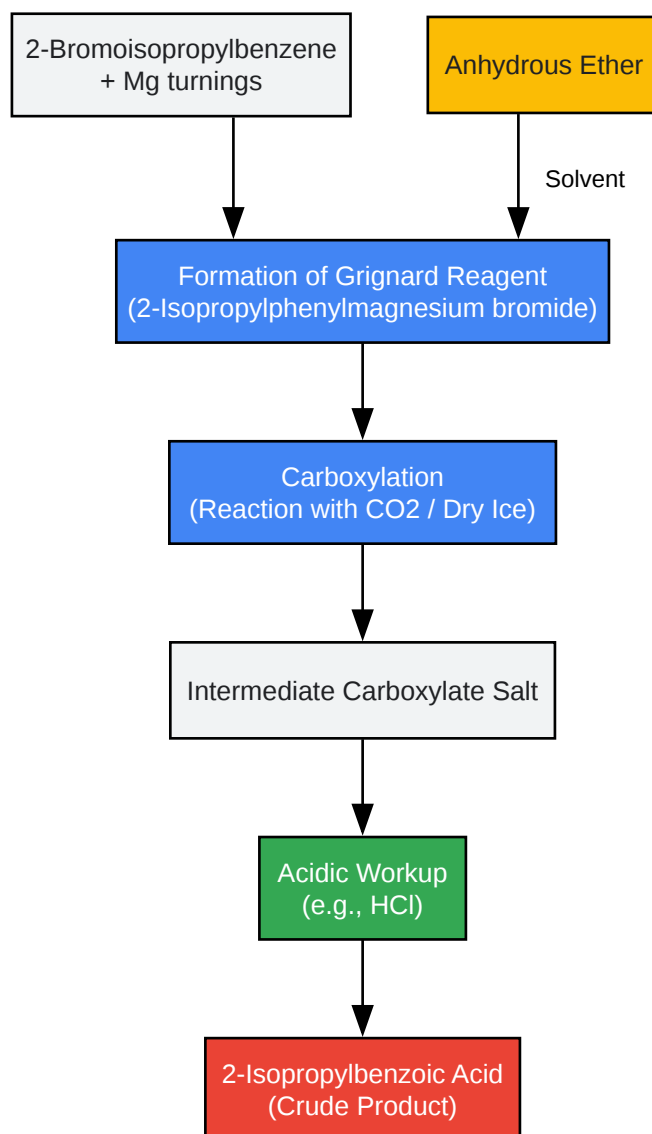 2-Bromoisopropylbenzene
+ Mg turnings
Anhydrous Ether
Solvent
Formation of Grignard Reagent
(2-Isopropylphenylmagnesium bromide)
Carboxylation
(Reaction with CO2 / Dry Ice)
Intermediate Carboxylate Salt
Acidic Workup
(e.g., HCl)
2-Isopropylbenzoic Acid
(Crude Product)